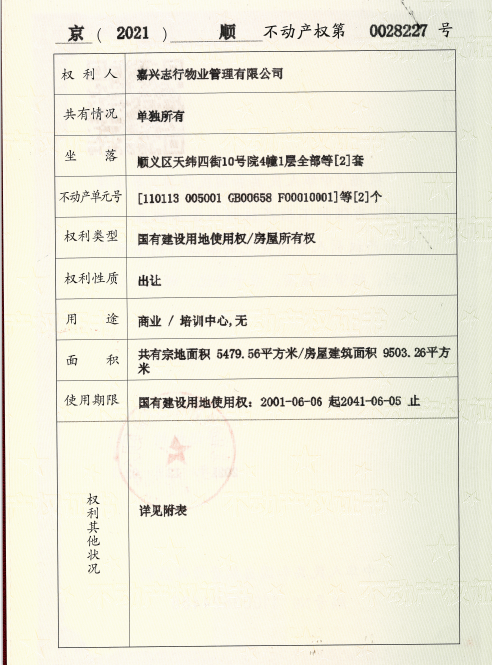 京 ( 2021 ) 顺 不动产权第 0028227 号
权利人 嘉兴志行物业管理有限公司
共有情况 单独所有
坐落 顺义区天纬四街10号院4幢1层全部等[2]套
不动产单元号 [110113 005001 GB00658 F00010001]等[2]个
权利类型 国有建设用地使用权/房屋所有权
权利性质 出让
用途 商业 / 培训中心,无
面积 共有宗地面积 5479.56平方米/房屋建筑面积 9503.26平方
米
使用期限 国有建设用地使用权: 2001-06-06 起2041-06-05 止
权利其他状况 详见附表